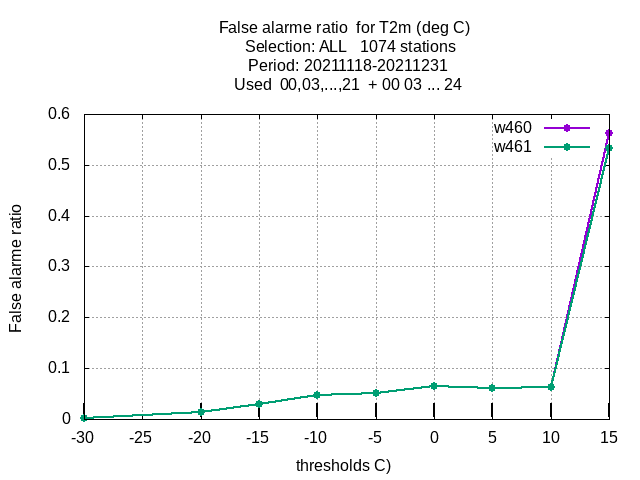 False alarme ratio  for T2m (deg C)
Selection: ALL   1074 stations
Period: 20211118-20211231
Used  00,03,...,21  + 00 03 ... 24
w460
w461
0.6
0.5
0.4
0.3
0.2
0.1
0
False alarme ratio
-30 -25 -20 -15 -10 -5 0 5 10 15
thresholds C)